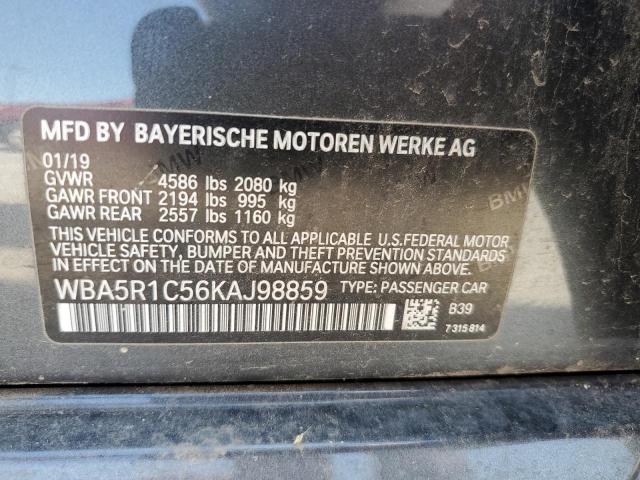 MFD BY BAYERISCHE MOTOREN WERKE AG
01/19
GVWR 4586 lbs 2080 kg
GAWR FRONT 2194 lbs 995 kg
GAWR REAR 2557 lbs 1160 kg
THIS VEHICLE CONFORMS TO ALL APPLICABLE U.S.FEDERAL MOTOR
VEHICLE SAFETY, BUMPER AND THEFT PREVENTION STANDARDS
IN EFFECT ON THE DATE OF MANUFACTURE SHOWN ABOVE.
WBA5R1C56KAJ98859 TYPE: PASSENGER CAR
B39
7315814
BMW
BMW